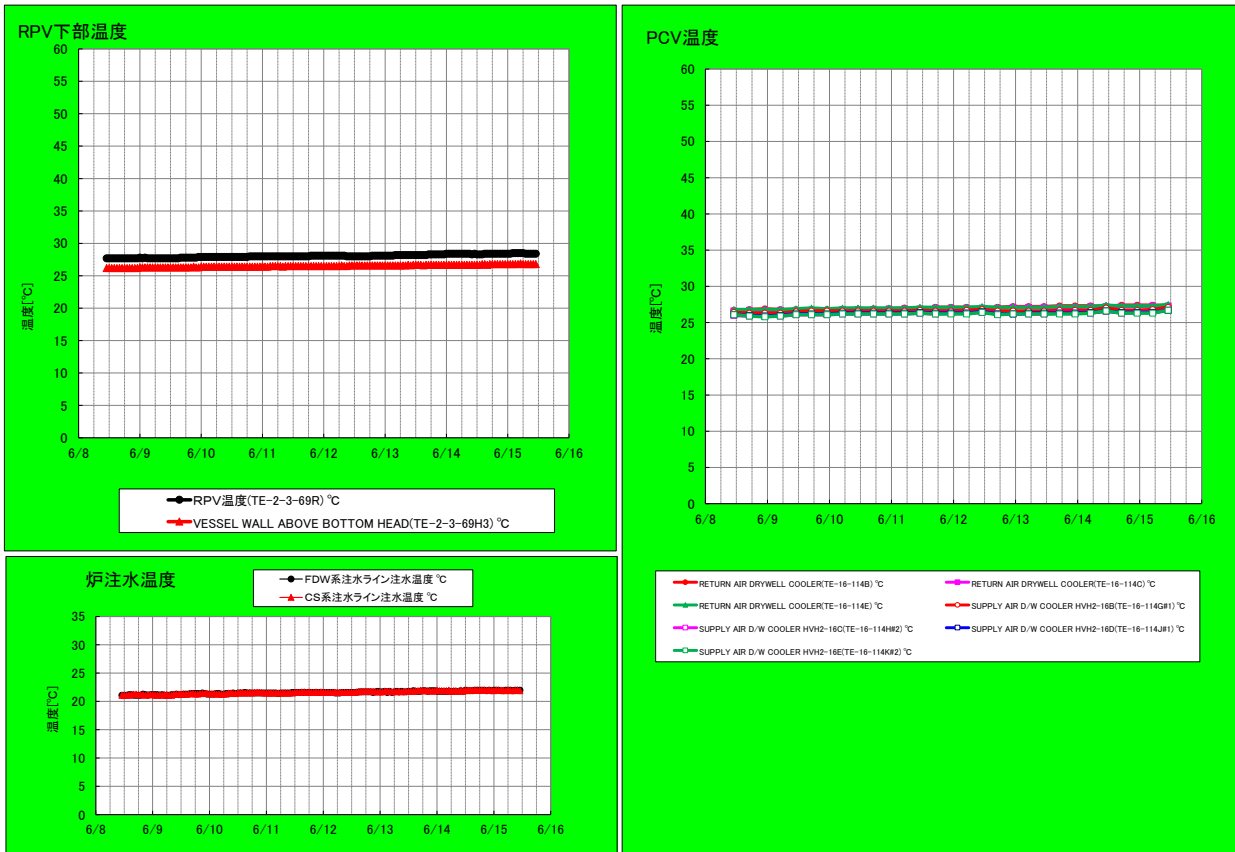 RPV下部温度
60
55
50
45
40
35
30
25
20
15
10
5
0
温度[℃]
6/8 6/9 6/10 6/11 6/12 6/13 6/14 6/15 6/16
RPV温度(TE-2-3-69R) ℃
VESSEL WALL ABOVE BOTTOM HEAD(TE-2-3-69H3) ℃
炉注水温度
FDW系注水ライン注水温度 ℃
CS系注水ライン注水温度 ℃
35
30
25
20
15
10
5
0
温度[℃]
6/8 6/9 6/10 6/11 6/12 6/13 6/14 6/15 6/16
PCV温度
60
55
50
45
40
35
30
25
20
15
10
5
0
温度[℃]
6/8 6/9 6/10 6/11 6/12 6/13 6/14 6/15 6/16
RETURN AIR DRYWELL COOLER(TE-16-114B) ℃
RETURN AIR DRYWELL COOLER(TE-16-114C) ℃
RETURN AIR DRYWELL COOLER(TE-16-114E) ℃
SUPPLY AIR D/W COOLER HVH2-16B(TE-16-114G#1) ℃
SUPPLY AIR D/W COOLER HVH2-16C(TE-16-114H#2) ℃
SUPPLY AIR D/W COOLER HVH2-16D(TE-16-114J#1) ℃
SUPPLY AIR D/W COOLER HVH2-16E(TE-16-114K#2) ℃